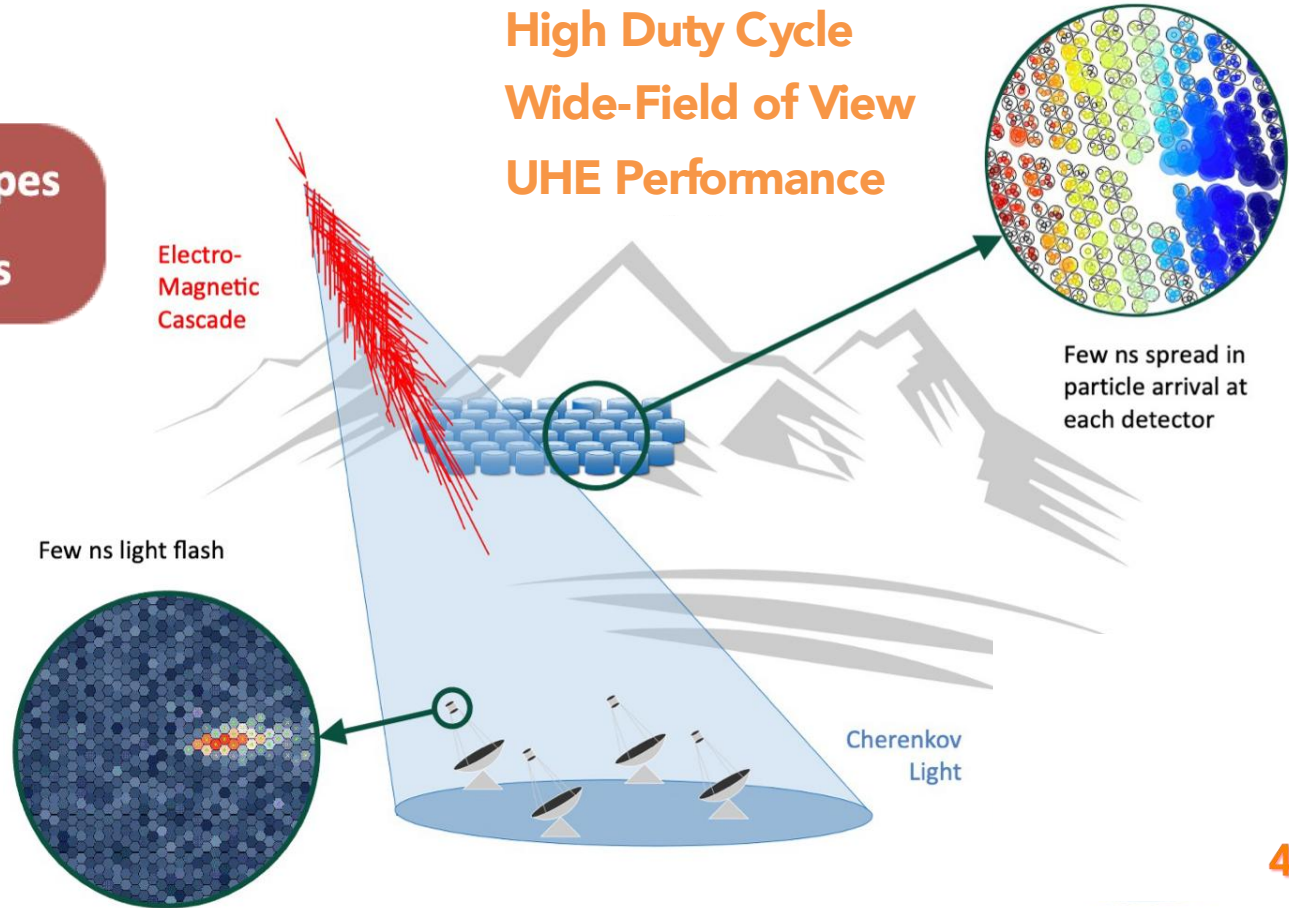 High Duty Cycle
Wide-Field of View
UHE Performance
pes
s
Electro-
Magnetic
Cascade
Few ns spread in
particle arrival at
each detector
Few ns light flash
Cherenkov
Light
4